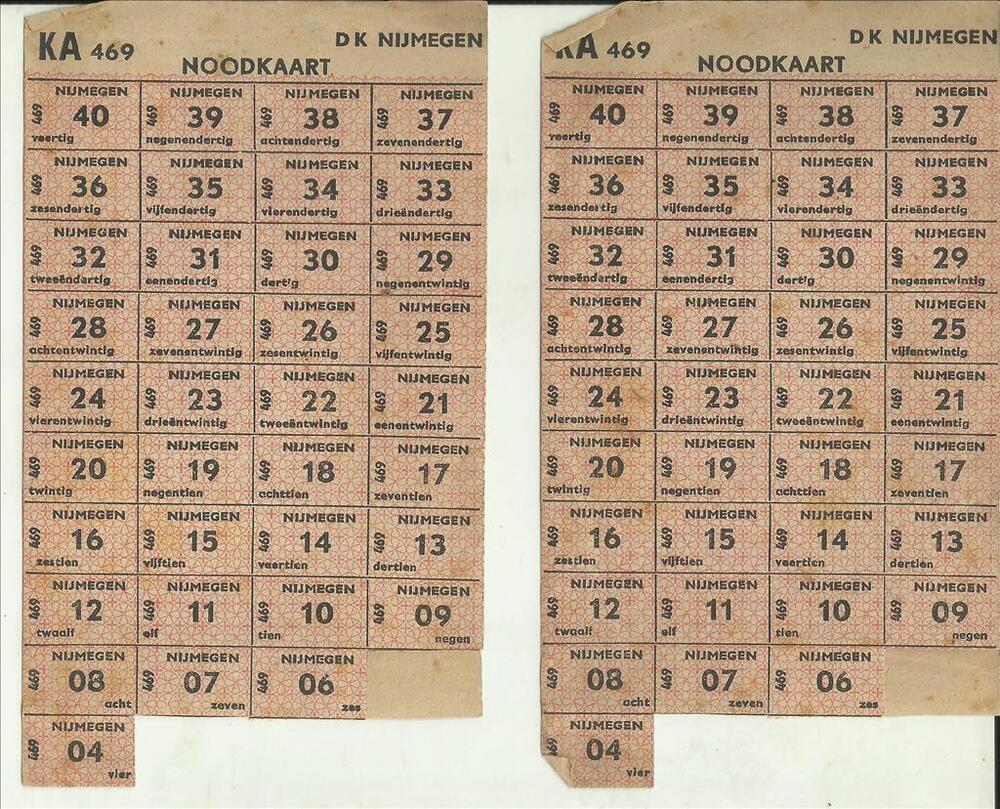 KA 469 DK NIJMEGEN
NOODKAART
NIJMEGEN NIJMEGEN NIJMEGEN NIJMEGEN
469 40 469 39 469 38 469 37
veertig negenendertig achtendertig zevenendertig
NIJMEGEN NIJMEGEN NIJMEGEN NIJMEGEN
469 36 469 35 469 34 469 33
zesendertig vijfendertig vierendertig drieëndertig
NIJMEGEN NIJMEGEN NIJMEGEN NIJMEGEN
469 32 469 31 469 30 469 29
tweeëndertig eenendertig dertig negenentwintig
NIJMEGEN NIJMEGEN NIJMEGEN NIJMEGEN
469 28 469 27 469 26 469 25
achtentwintig zevenentwintig zesentwintig vijfentwintig
NIJMEGEN NIJMEGEN NIJMEGEN NIJMEGEN
469 24 469 23 469 22 469 21
vierentwintig drieëntwintig tweeëntwintig eenentwintig
NIJMEGEN NIJMEGEN NIJMEGEN NIJMEGEN
469 20 469 19 469 18 469 17
twintig negentien achttien zeventien
NIJMEGEN NIJMEGEN NIJMEGEN NIJMEGEN
469 16 469 15 469 14 469 13
zestien vijftien veertien dertien
NIJMEGEN NIJMEGEN NIJMEGEN NIJMEGEN
469 12 469 11 469 10 469 09
twaalf elf tien negen
NIJMEGEN NIJMEGEN NIJMEGEN
469 08 469 07 469 06
acht zeven zes
NIJMEGEN
469 04
vier
KA 469 DK NIJMEGEN
NOODKAART
NIJMEGEN NIJMEGEN NIJMEGEN NIJMEGEN
469 40 469 39 469 38 469 37
veertig negenendertig achtendertig zevenendertig
NIJMEGEN NIJMEGEN NIJMEGEN NIJMEGEN
469 36 469 35 469 34 469 33
zesendertig vijfendertig vierendertig drieëndertig
NIJMEGEN NIJMEGEN NIJMEGEN NIJMEGEN
469 32 469 31 469 30 469 29
tweeëndertig eenendertig dertig negenentwintig
NIJMEGEN NIJMEGEN NIJMEGEN NIJMEGEN
469 28 469 27 469 26 469 25
achtentwintig zevenentwintig zesentwintig vijfentwintig
NIJMEGEN NIJMEGEN NIJMEGEN NIJMEGEN
469 24 469 23 469 22 469 21
vierentwintig drieëntwintig tweeëntwintig eenentwintig
NIJMEGEN NIJMEGEN NIJMEGEN NIJMEGEN
469 20 469 19 469 18 469 17
twintig negentien achttien zeventien
NIJMEGEN NIJMEGEN NIJMEGEN NIJMEGEN
469 16 469 15 469 14 469 13
zestien vijftien veertien dertien
NIJMEGEN NIJMEGEN NIJMEGEN NIJMEGEN
469 12 469 11 469 10 469 09
twaalf elf tien negen
NIJMEGEN NIJMEGEN NIJMEGEN
469 08 469 07 469 06
acht zeven zes
NIJMEGEN
469 04
vier